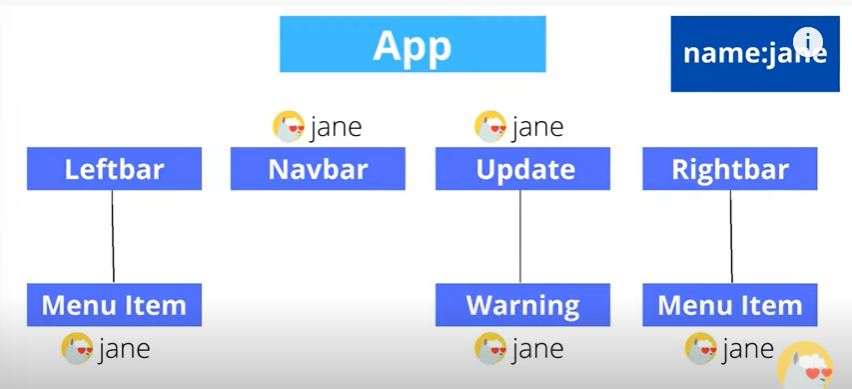 App
name:jane
jane
jane
Leftbar
Navbar
Update
Rightbar
Menu Item
Warning
Menu Item
jane
jane
jane